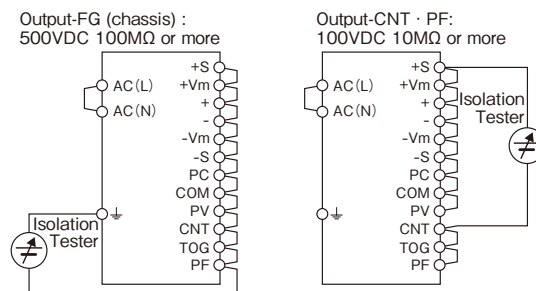 Output-FG (chassis) :
500VDC 100MΩ or more
AC(L)
AC(N)
+S
+Vm
+
-
-Vm
-S
PC
COM
PV
CNT
TOG
PF
Isolation
Tester
Output-CNT · PF:
100VDC 10MΩ or more
AC(L)
AC(N)
+S
+Vm
+
-
-Vm
-S
PC
COM
PV
CNT
TOG
PF
Isolation
Tester